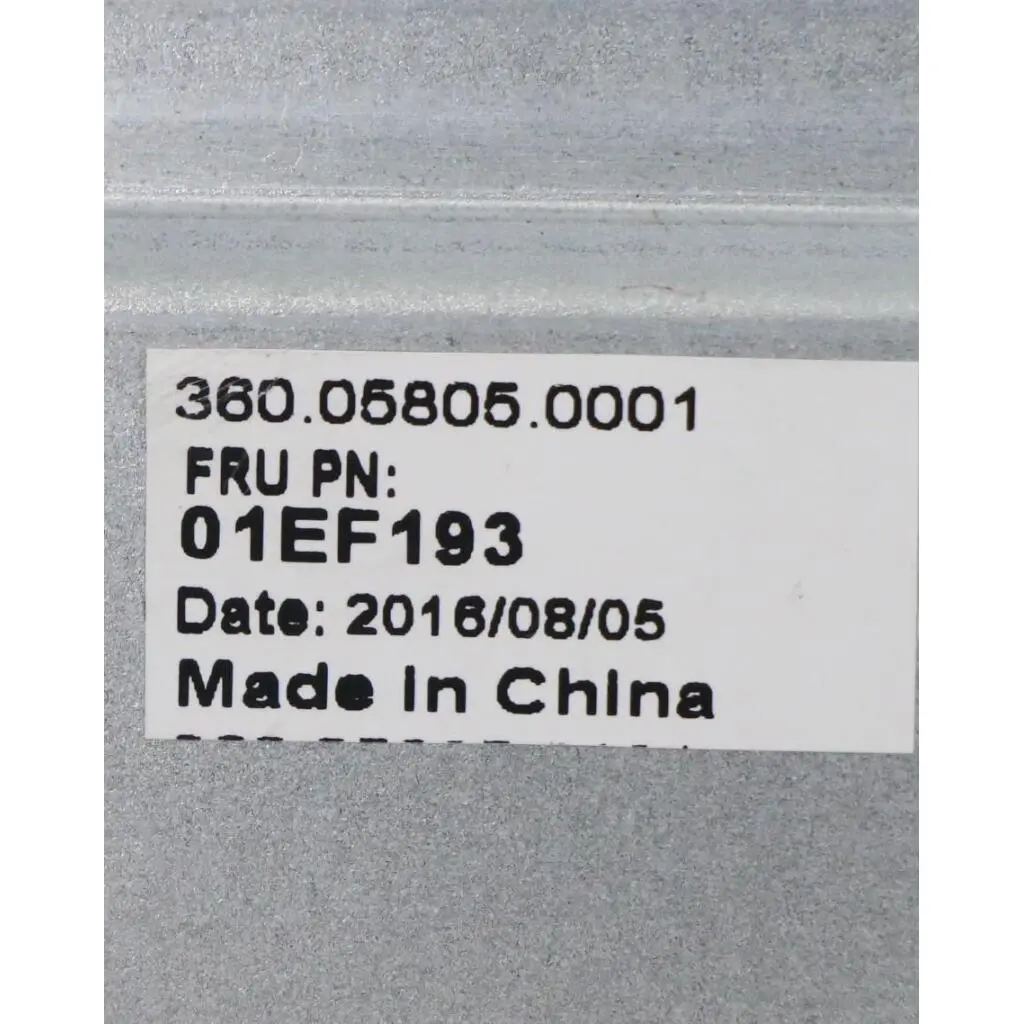 360.05805.0001
FRU PN:
01EF193
Date: 2016/08/05
Made in China